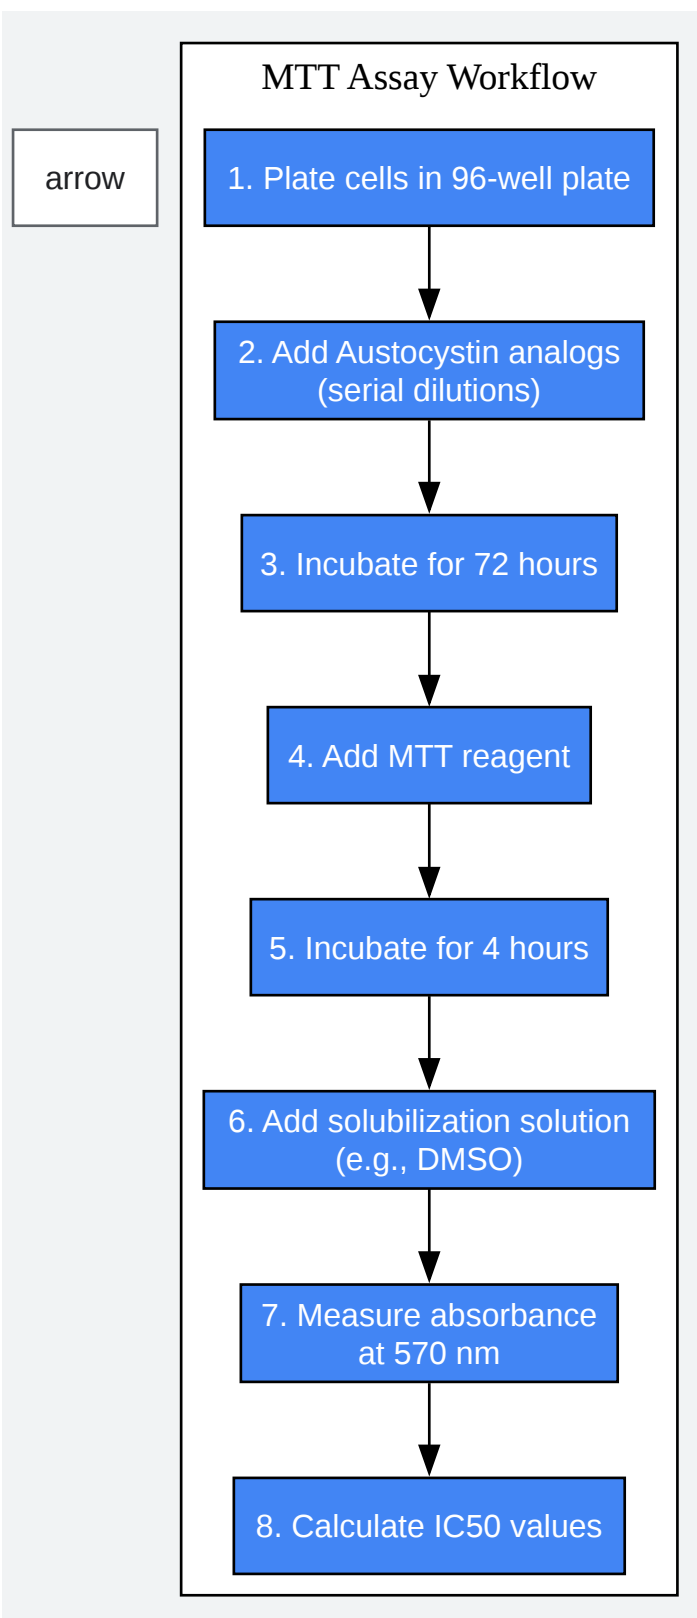 MTT Assay Workflow
arrow
1. Plate cells in 96-well plate
2. Add Austocystin analogs
(serial dilutions)
3. Incubate for 72 hours
4. Add MTT reagent
5. Incubate for 4 hours
6. Add solubilization solution
(e.g., DMSO)
7. Measure absorbance
at 570 nm
8. Calculate IC50 values